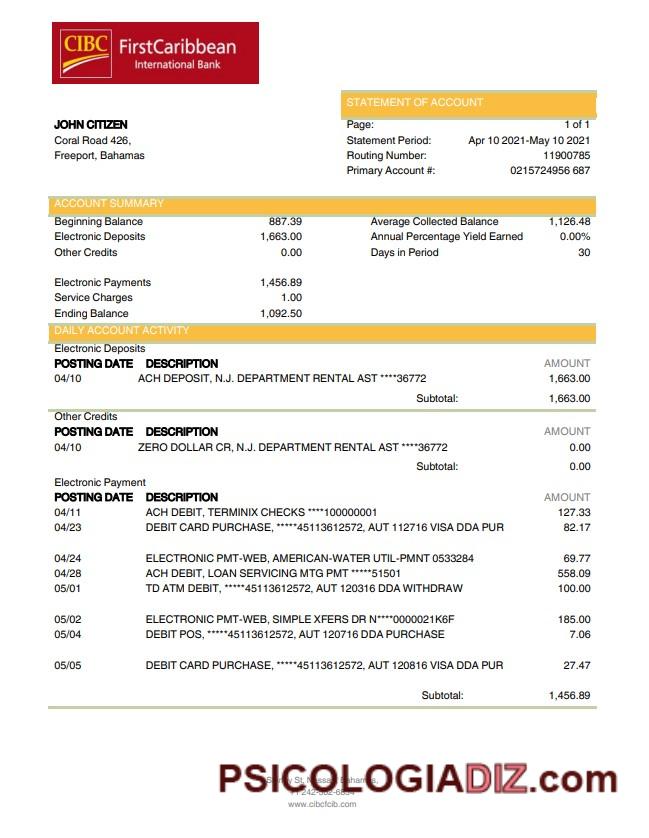 CIBC FirstCaribbean
International Bank
STATEMENT OF ACCOUNT
JOHN CITIZEN
Coral Road 426,
Freeport, Bahamas
Page: 1 of 1
Statement Period: Apr 10 2021-May 10 2021
Routing Number: 11900785
Primary Account #: 0215724956 687
ACCOUNT SUMMARY
Beginning Balance 887.39 Average Collected Balance 1,126.48
Electronic Deposits 1,663.00 Annual Percentage Yield Earned 0.00%
Other Credits 0.00 Days in Period 30
Electronic Payments 1,456.89
Service Charges 1.00
Ending Balance 1,092.50
DAILY ACCOUNT ACTIVITY
Electronic Deposits
POSTING DATE DESCRIPTION AMOUNT
04/10 ACH DEPOSIT, N.J. DEPARTMENT RENTAL AST ****36772 1,663.00
Subtotal: 1,663.00
Other Credits
POSTING DATE DESCRIPTION AMOUNT
04/10 ZERO DOLLAR CR, N.J. DEPARTMENT RENTAL AST ****36772 0.00
Subtotal: 0.00
Electronic Payment
POSTING DATE DESCRIPTION AMOUNT
04/11 ACH DEBIT, TERMINIX CHECKS ****100000001 127.33
04/23 DEBIT CARD PURCHASE, *****45113612572, AUT 112716 VISA DDA PUR 82.17
04/24 ELECTRONIC PMT-WEB, AMERICAN-WATER UTIL-PMNT 0533284 69.77
04/28 ACH DEBIT, LOAN SERVICING MTG PMT *****51501 558.09
05/01 TD ATM DEBIT, *****45113612572, AUT 120316 DDA WITHDRAW 100.00
05/02 ELECTRONIC PMT-WEB, SIMPLE XFERS DR N****0000021K6F 185.00
05/04 DEBIT POS, *****45113612572, AUT 120716 DDA PURCHASE 7.06
05/05 DEBIT CARD PURCHASE, *****45113612572, AUT 120816 VISA DDA PUR 27.47
Subtotal: 1,456.89
PSICOLOGIADIZ.com
www.cibcfcib.com